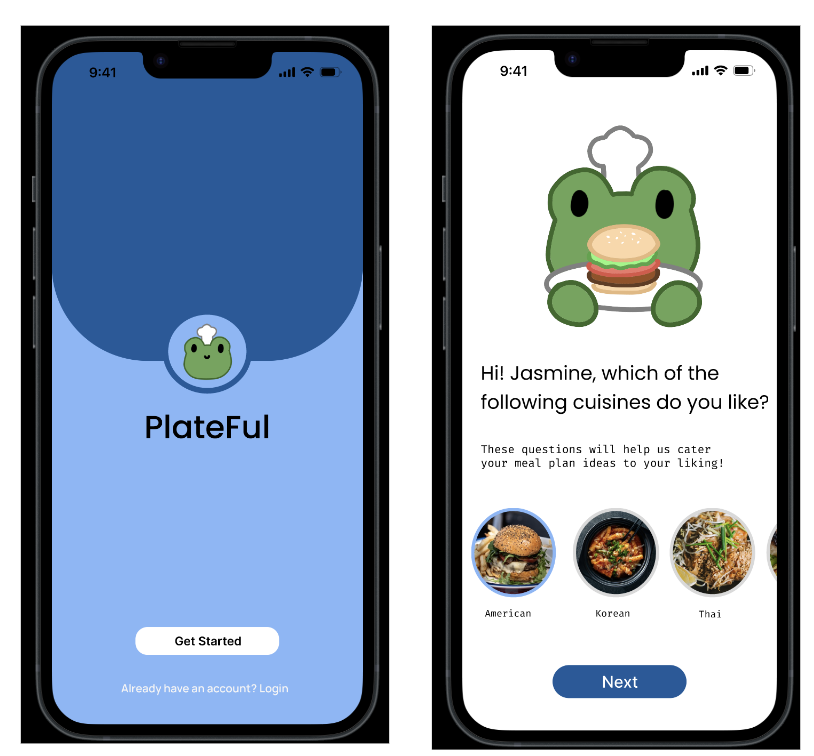 9:41
PlateFul
Get Started
Already have an account? Login
9:41
Hi! Jasmine, which of the
following cuisines do you like?
These questions will help us cater
your meal plan ideas to your liking!
American
Korean
Thai
Next